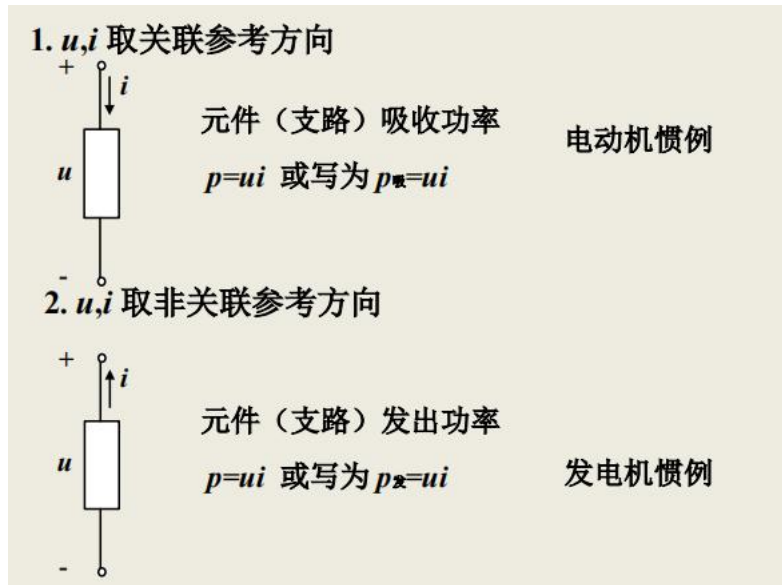 1. u,i 取关联参考方向
+
i
元件（支路）吸收功率
电动机惯例
u
p=ui 或写为 p吸=ui
-
2. u,i 取非关联参考方向
+
i
元件（支路）发出功率
u
p=ui 或写为 p发=ui
发电机惯例
-